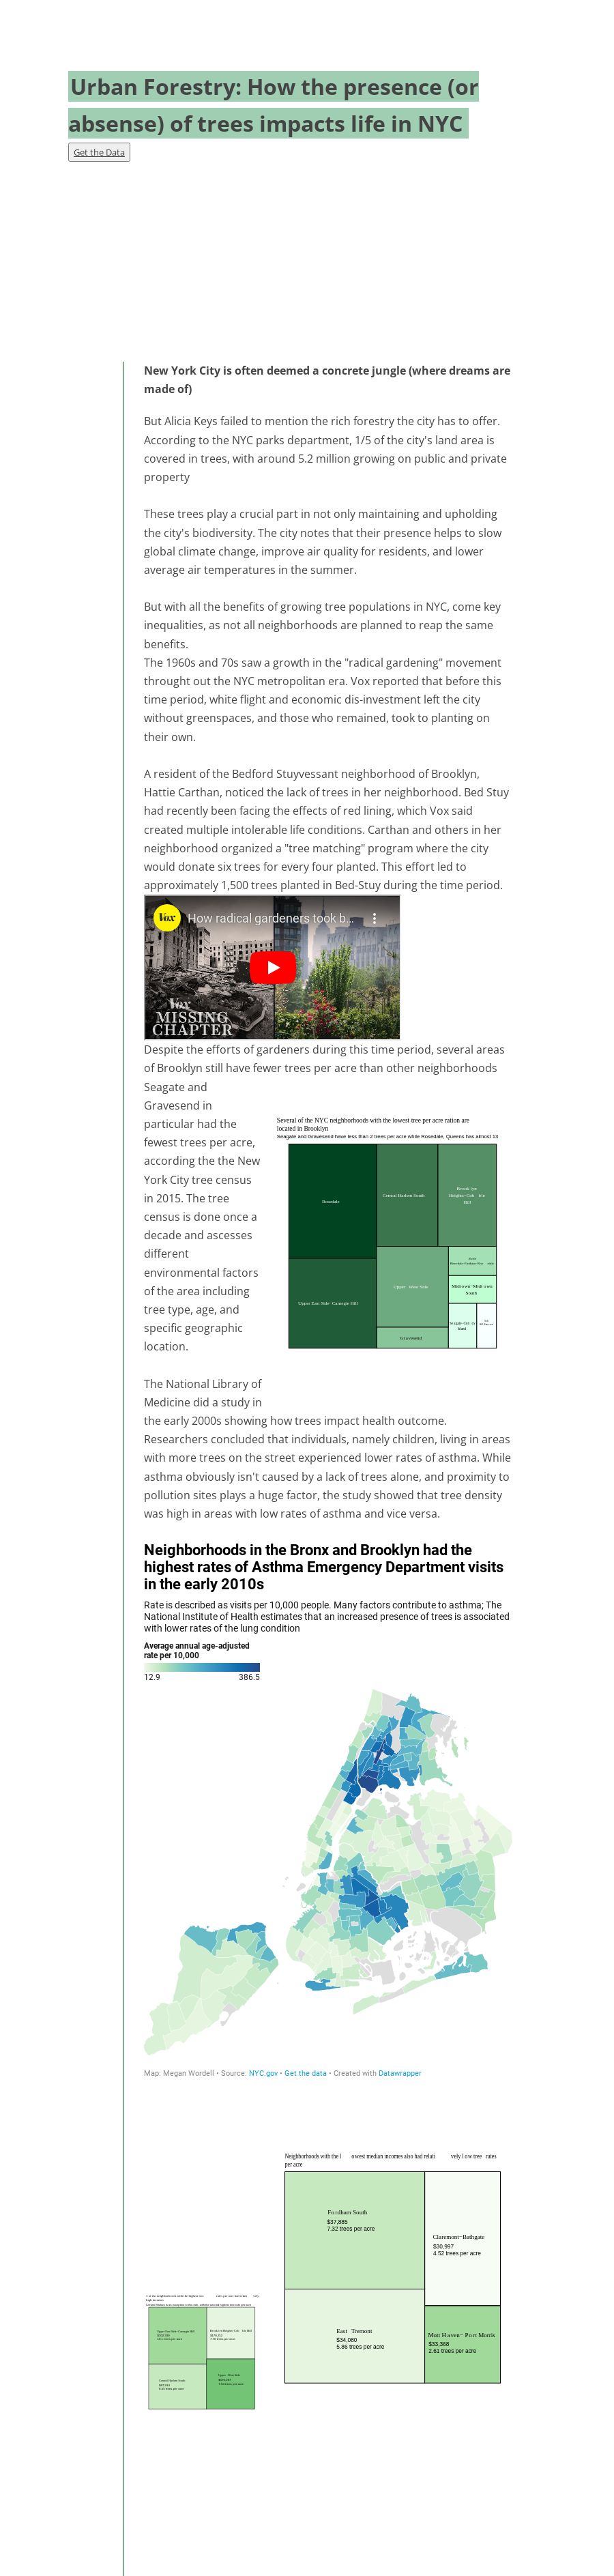 Urban Forestry: How the presence (or
absense) of trees impacts life in NYC
Get the Data
New York City is often deemed a concrete jungle (where dreams are
made of)
But Alicia Keys failed to mention the rich forestry the city has to offer.
According to the NYC parks department, 1/5 of the city's land area is
covered in trees, with around 5.2 million growing on public and private
property
These trees play a crucial part in not only maintaining and upholding
the city's biodiversity. The city notes that their presence helps to slow
global climate change, improve air quality for residents, and lower
average air temperatures in the summer.
But with all the benefits of growing tree populations in NYC, come key
inequalities, as not all neighborhoods are planned to reap the same
benefits.
The 1960s and 70s saw a growth in the "radical gardening" movement
throught out the NYC metropolitan era. Vox reported that before this
time period, white flight and economic dis-investment left the city
without greenspaces, and those who remained, took to planting on
their own.
A resident of the Bedford Stuyvessant neighborhood of Brooklyn,
Hattie Carthan, noticed the lack of trees in her neighborhood. Bed Stuy
had recently been facing the effects of red lining, which Vox said
created multiple intolerable life conditions. Carthan and others in her
neighborhood organized a "tree matching" program where the city
would donate six trees for every four planted. This effort led to
approximately 1,500 trees planted in Bed-Stuy during the time period.
Vox
How radical gardeners took b...
Vox
MISSING
CHAPTER
Despite the efforts of gardeners during this time period, several areas
of Brooklyn still have fewer trees per acre than other neighborhoods
Seagate and
Gravesend in
particular had the
fewest trees per acre,
according the the New
York City tree census
in 2015. The tree
census is done once a
decade and ascesses
different
environmental factors
of the area including
tree type, age, and
specific geographic
location.
Several of the NYC neighborhoods with the lowest tree per acre ration are
located in Brooklyn
Seagate and Gravesend have less than 2 trees per acre while Rosedale, Queens has almost 13
Rosedale
Central Harlem South
Brooklyn
Heights-Cobble
Hill
Upper East Side-Carnegie Hill
Upper West Side
Midtown-Midtown
South
Gravesend
The National Library of
Medicine did a study in
the early 2000s showing how trees impact health outcome.
Researchers concluded that individuals, namely children, living in areas
with more trees on the street experienced lower rates of asthma. While
asthma obviously isn't caused by a lack of trees alone, and proximity to
pollution sites plays a huge factor, the study showed that tree density
was high in areas with low rates of asthma and vice versa.
Neighborhoods in the Bronx and Brooklyn had the
highest rates of Asthma Emergency Department visits
in the early 2010s
Rate is described as visits per 10,000 people. Many factors contribute to asthma; The
National Institute of Health estimates that an increased presence of trees is associated
with lower rates of the lung condition
Average annual age-adjusted
rate per 10,000
12.9 386.5
Map: Megan Wordell • Source: NYC.gov • Get the data • Created with Datawrapper
Neighborhoods with the lowest median incomes also had relatively low tree rates
per acre
Fordham South
$37,885
7.32 trees per acre
Claremont-Bathgate
$30,997
4.52 trees per acre
East Tremont
$34,080
5.86 trees per acre
Mott Haven-Port Morris
$33,368
2.61 trees per acre